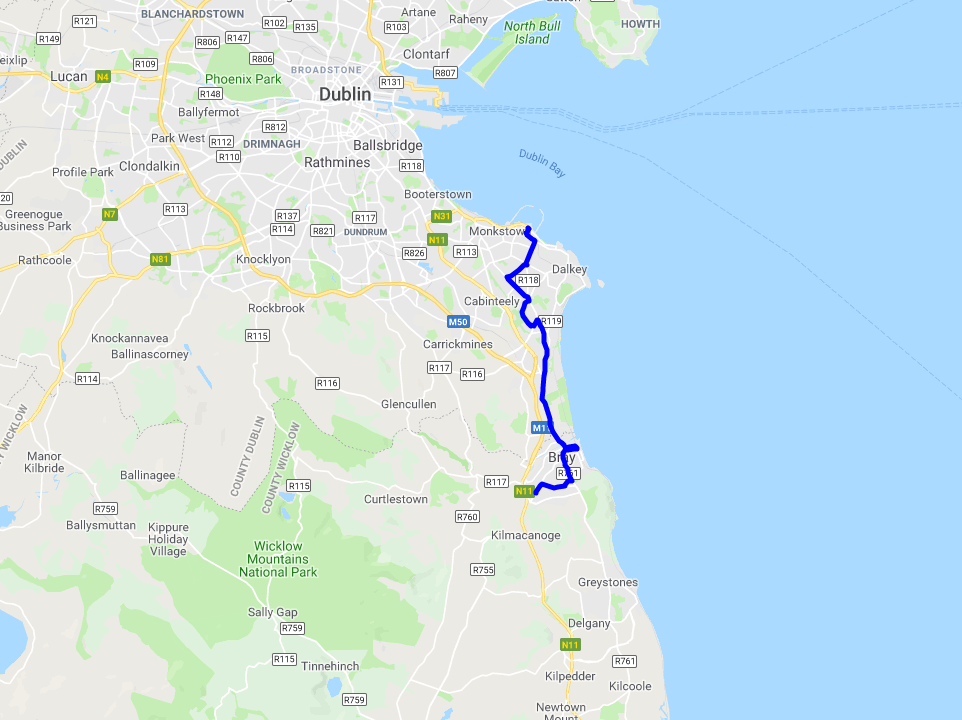 Artane
HOWTH
BLANCHARDSTOWN
R102
R121
R135
R103
Raheny
North Bull
Island
R149
R806
R147
Clontarf
R806
R109
BROADSTONE
R807
Lucan
N4
Phoenix Park
R131
R148
Dublin
Ballyfermot
R812
Park West
R112
DRIMNAGH
Ballsbridge
R110
Rathmines
R118
Dublin Bay
DUBLIN
Clondalkin
Profile Park
Booterstown
Greenogue
Business Park
N7
R113
R137
R117
N31
R114
R821
DUNDRUM
N11
Monkstown
R826
R113
Rathcoole
N81
Knocklyon
R118
Dalkey
Cabinteely
Rockbrook
M50
R119
Knockannavea
R115
Ballinascorney
Carrickmines
R114
R117
R116
R116
Glencullen
COUNTY DUBLIN
COUNTY WICKLOW
WICKLOW
Manor
Kilbride
Bray
Ballinagee
R115
R117
N11
Curtlestown
R759
R760
Ballysmuttan
Kippure
Holiday
Village
Kilmacanoge
Wicklow
Mountains
National Park
R755
Greystones
Sally Gap
R759
Delgany
N11
R115
Tinnehinch
R761
Kilpedder
Kilcoole
R759
Newtown
Mount